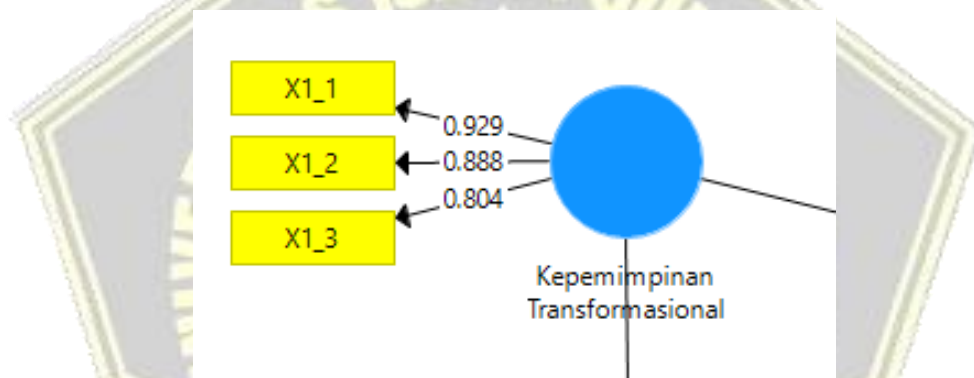 X1_1
0.929
X1_2
0.888
0.804
X1_3
Kepemimpinan
Transformasional